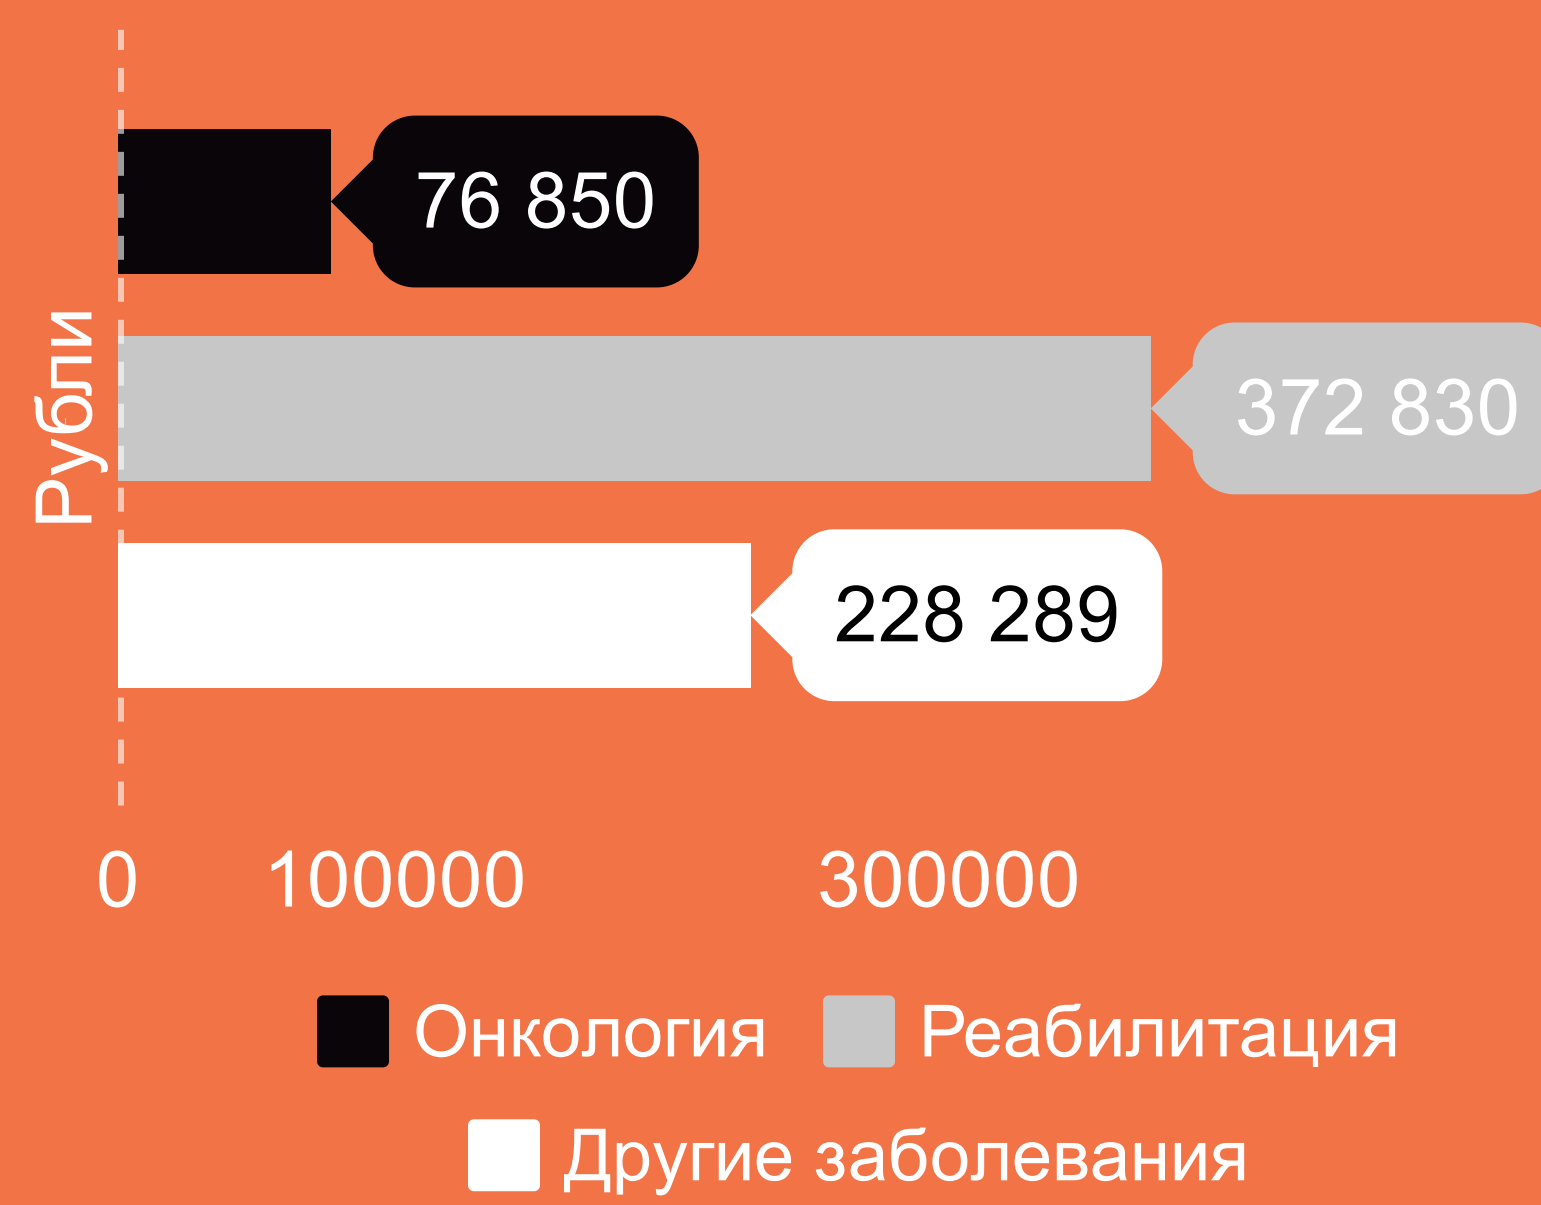 76 850
Рубли
372 830
228 289
0 100000 300000
Онкология Реабилитация
Другие заболевания